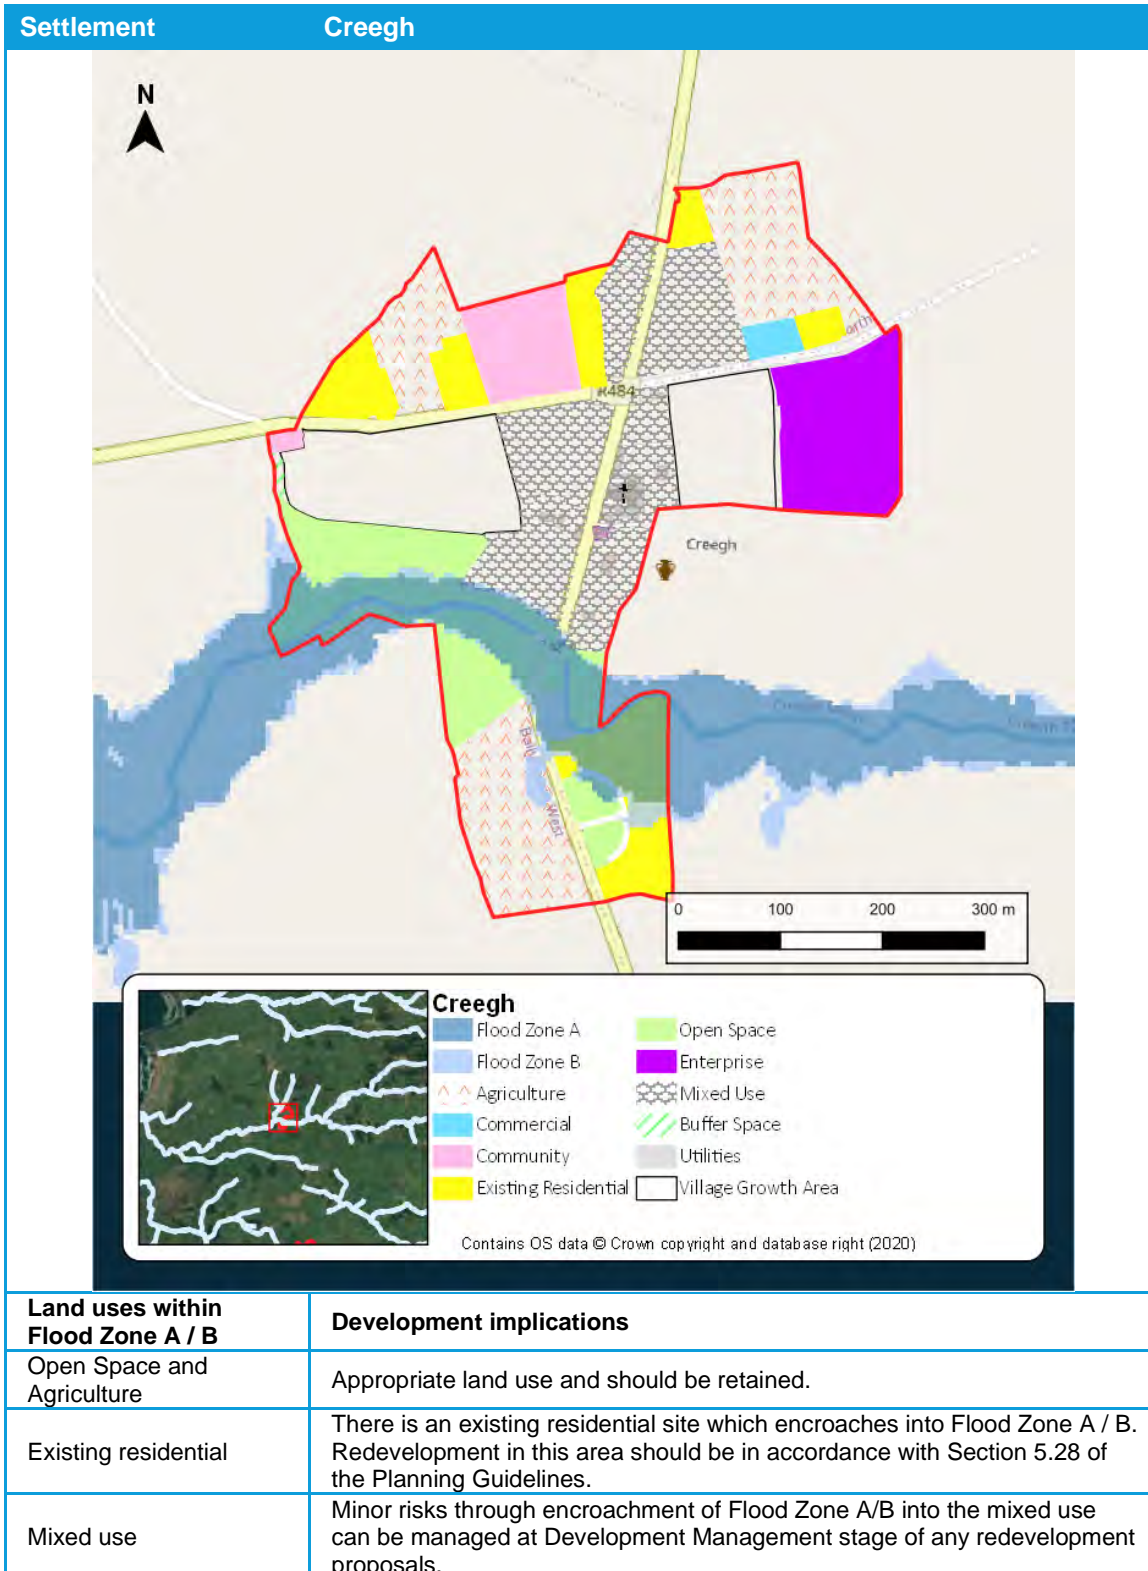 Settlement Creegh
N
orth
R484
Creegh
Ball
West
0 100 200 300 m
Creegh
Flood Zone A
Open Space
Flood Zone B
Enterprise
Agriculture
Mixed Use
Commercial
Buffer Space
Community
Utilities
Existing Residential
Village Growth Area
Contains OS data © Crown copyright and database right (2020)
Land uses within
Flood Zone A / B
Development implications
Open Space and
Agriculture
Appropriate land use and should be retained.
Existing residential
There is an existing residential site which encroaches into Flood Zone A / B.
Redevelopment in this area should be in accordance with Section 5.28 of
the Planning Guidelines.
Mixed use
Minor risks through encroachment of Flood Zone A/B into the mixed use
can be managed at Development Management stage of any redevelopment
proposals.